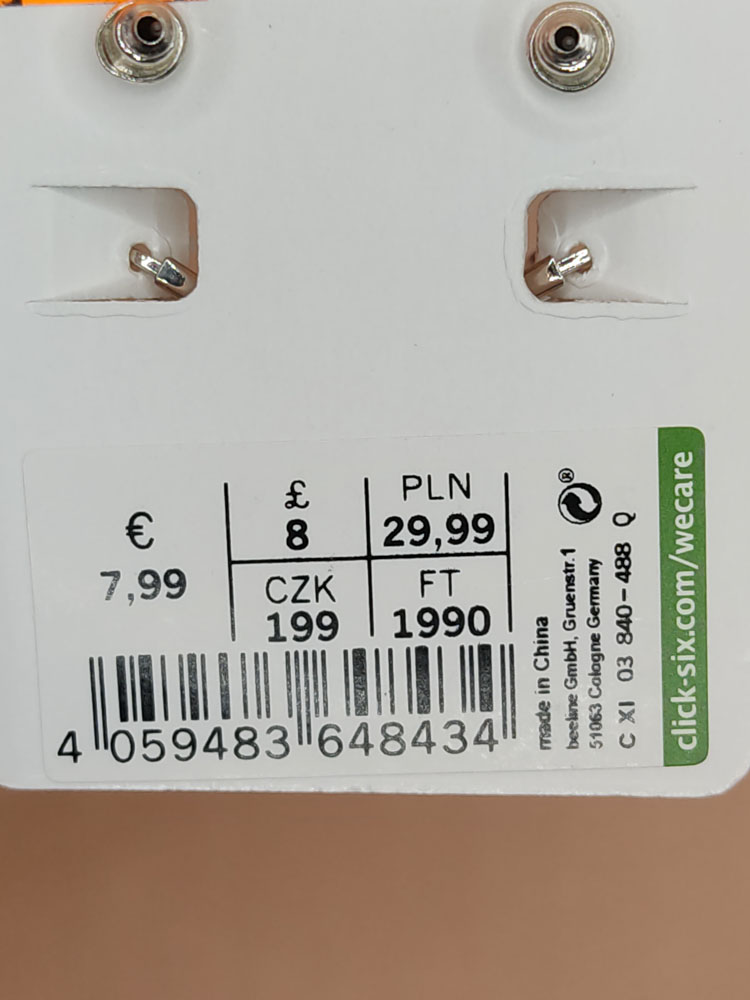 €
7,99
£
8
PLN
29,99
CZK
199
FT
1990
4 059483 648434
made in China
beeline GmbH, Gruenstr.1
51063 Cologne Germany
C XI 03 840-488 Q
®
click-six.com/wecare